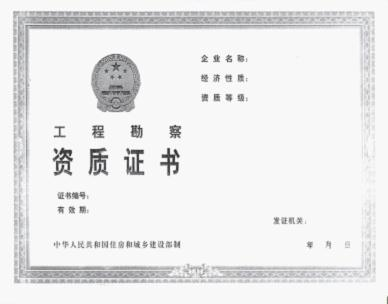 企业名称：
经济性质：
资质等级：
工程勘察
资质证书
证书编号：
有效期：
发证机关：
中华人民共和国住房和城乡建设部制
年 月 日